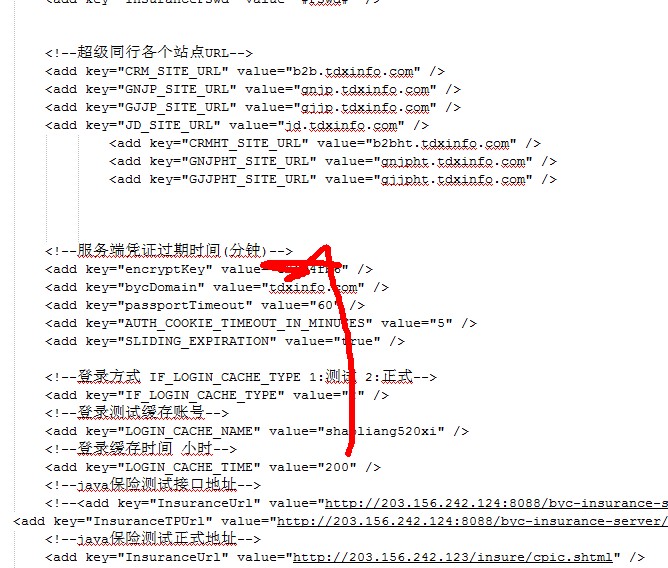 <!--超级同行各个站点URL-->
<add key="CRM_SITE_URL" value="b2b.tdxinfo.com" />
<add key="GNJP_SITE_URL" value="gnjp.tdxinfo.com" />
<add key="GJJP_SITE_URL" value="gjjp.tdxinfo.com" />
<add key="JD_SITE_URL" value="jd.tdxinfo.com" />
<add key="CRMHT_SITE_URL" value="b2bht.tdxinfo.com" />
<add key="GNJPHT_SITE_URL" value="gnjpht.tdxinfo.com" />
<add key="GJJPHT_SITE_URL" value="gjjpht.tdxinfo.com" />
<!--服务端凭证过期时间(分钟)-->
<add key="encryptKey" value= />
<add key="bycDomain" value="tdxinfo.com" />
<add key="passportTimeout" value="60" />
<add key="AUTH_COOKIE_TIMEOUT_IN_MINUTES" value="5" />
<add key="SLIDING_EXPIRATION" value="true" />
<!--登录方式 IF_LOGIN_CACHE_TYPE 1:测试 2:正式-->
<add key="IF_LOGIN_CACHE_TYPE" value= />
<!--登录测试缓存账号-->
<add key="LOGIN_CACHE_NAME" value= />
<!--登录缓存时间 小时-->
<add key="LOGIN_CACHE_TIME" value="200" />
<!--java保险测试接口地址-->
<!--<add key="InsuranceUrl" value="http://203.156.242.124:8088/byc-insurance-s
<add key="InsuranceTPUrl" value="http://203.156.242.124:8088/byc-insurance-server/
<!--java保险测试正式地址-->
<add key="InsuranceUrl" value="http://203.156.242.123/insure/cpic.shtml" />